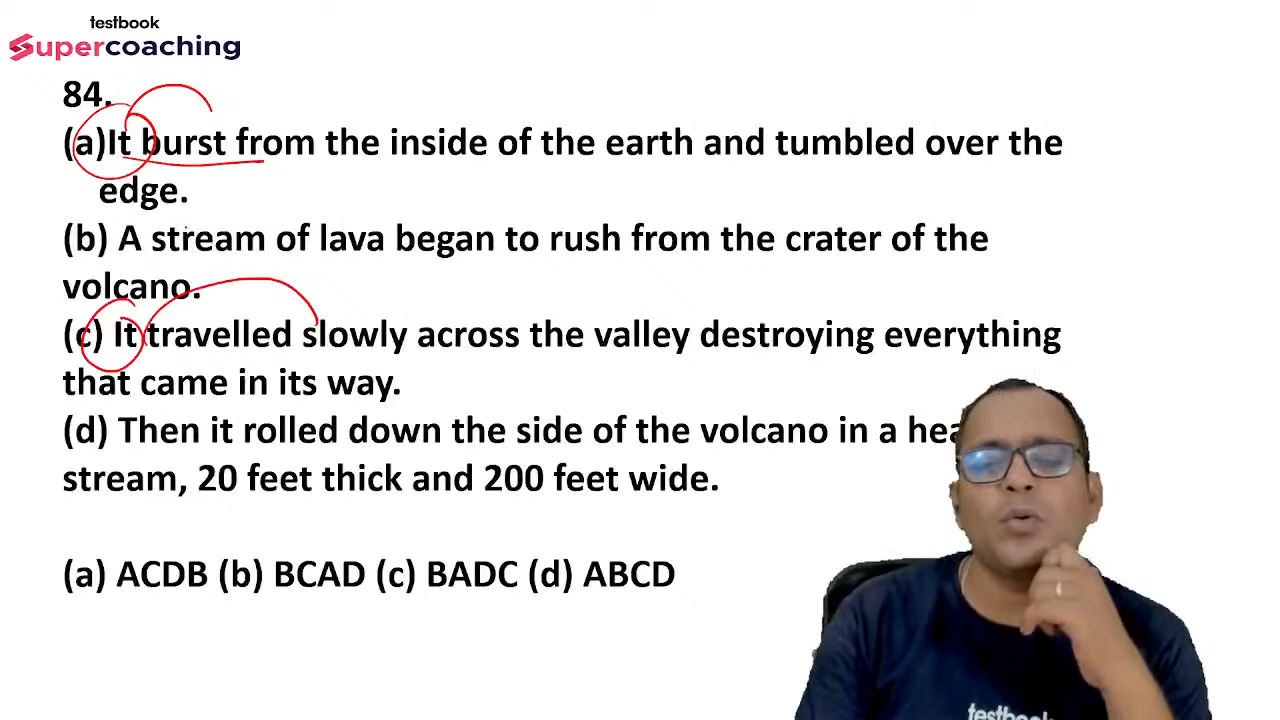 testbook
Supercoaching
84.
(a)It burst from the inside of the earth and tumbled over the
edge.
(b) A stream of lava began to rush from the crater of the
volcano.
(c) It travelled slowly across the valley destroying everything
that came in its way.
(d) Then it rolled down the side of the volcano in a
stream, 20 feet thick and 200 feet wide.
(a) ACDB (b) BCAD (c) BADC (d) ABCD
testbook